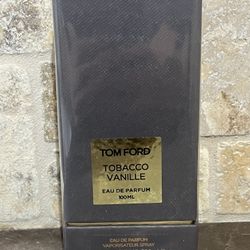 TOM FORD
TOBACCO
VANILLE
EAU DE PARFUM
100ML
EAU DE PARFUM
VAPORISATEUR SPRAY